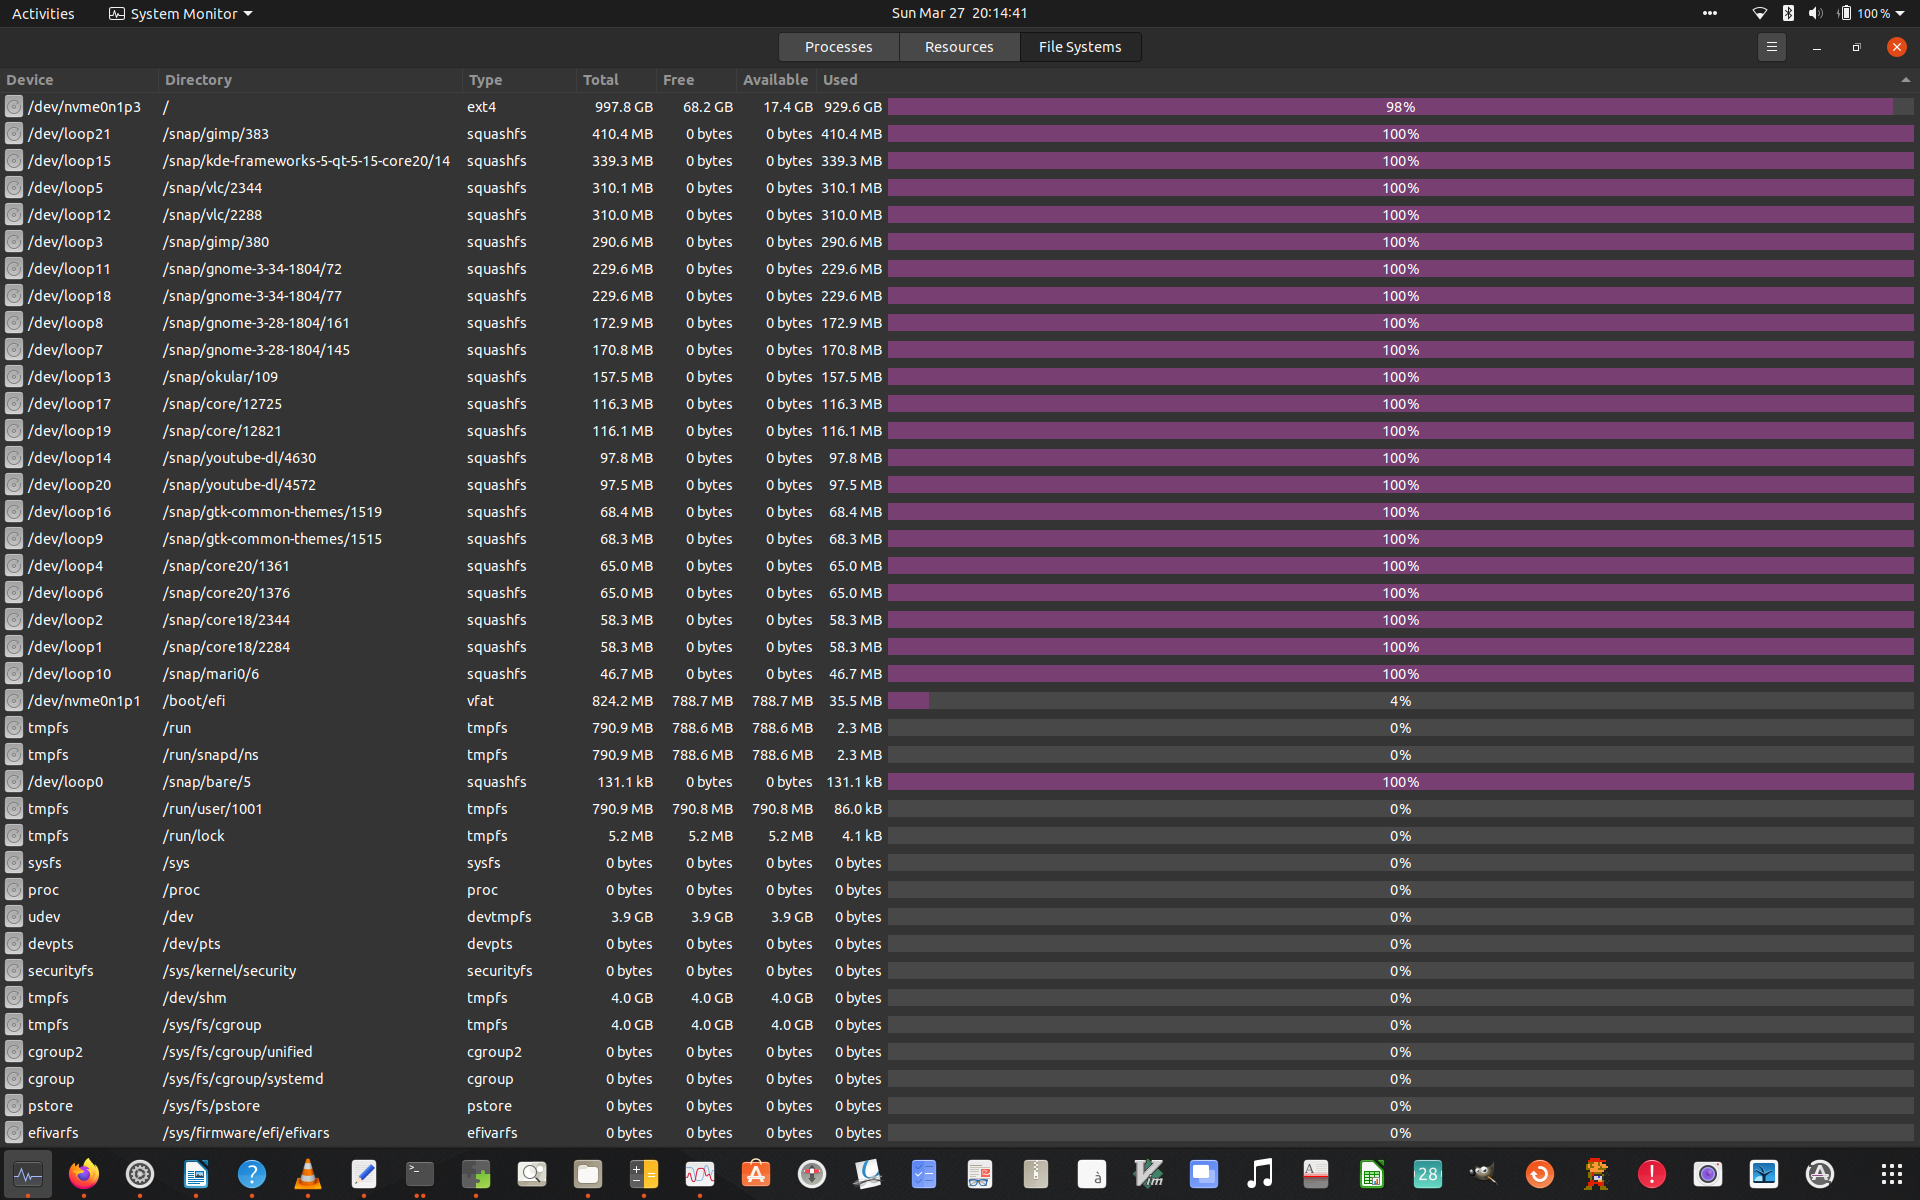 Activities System Monitor Sun Mar 27 20:14:41 100 %
Processes Resources File Systems
Device Directory Type Total Free Available Used
/dev/nvme0n1p3 / ext4 997.8 GB 68.2 GB 17.4 GB 929.6 GB 98%
/dev/loop21 /snap/gimp/383 squashfs 410.4 MB 0 bytes 0 bytes 410.4 MB 100%
/dev/loop15 /snap/kde-frameworks-5-qt-5-15-core20/14 squashfs 339.3 MB 0 bytes 0 bytes 339.3 MB 100%
/dev/loop5 /snap/vlc/2344 squashfs 310.1 MB 0 bytes 0 bytes 310.1 MB 100%
/dev/loop12 /snap/vlc/2288 squashfs 310.0 MB 0 bytes 0 bytes 310.0 MB 100%
/dev/loop3 /snap/gimp/380 squashfs 290.6 MB 0 bytes 0 bytes 290.6 MB 100%
/dev/loop11 /snap/gnome-3-34-1804/72 squashfs 229.6 MB 0 bytes 0 bytes 229.6 MB 100%
/dev/loop18 /snap/gnome-3-34-1804/77 squashfs 229.6 MB 0 bytes 0 bytes 229.6 MB 100%
/dev/loop8 /snap/gnome-3-28-1804/161 squashfs 172.9 MB 0 bytes 0 bytes 172.9 MB 100%
/dev/loop7 /snap/gnome-3-28-1804/145 squashfs 170.8 MB 0 bytes 0 bytes 170.8 MB 100%
/dev/loop13 /snap/okular/109 squashfs 157.5 MB 0 bytes 0 bytes 157.5 MB 100%
/dev/loop17 /snap/core/12725 squashfs 116.3 MB 0 bytes 0 bytes 116.3 MB 100%
/dev/loop19 /snap/core/12821 squashfs 116.1 MB 0 bytes 0 bytes 116.1 MB 100%
/dev/loop14 /snap/youtube-dl/4630 squashfs 97.8 MB 0 bytes 0 bytes 97.8 MB 100%
/dev/loop20 /snap/youtube-dl/4572 squashfs 97.5 MB 0 bytes 0 bytes 97.5 MB 100%
/dev/loop16 /snap/gtk-common-themes/1519 squashfs 68.4 MB 0 bytes 0 bytes 68.4 MB 100%
/dev/loop9 /snap/gtk-common-themes/1515 squashfs 68.3 MB 0 bytes 0 bytes 68.3 MB 100%
/dev/loop4 /snap/core20/1361 squashfs 65.0 MB 0 bytes 0 bytes 65.0 MB 100%
/dev/loop6 /snap/core20/1376 squashfs 65.0 MB 0 bytes 0 bytes 65.0 MB 100%
/dev/loop2 /snap/core18/2344 squashfs 58.3 MB 0 bytes 0 bytes 58.3 MB 100%
/dev/loop1 /snap/core18/2284 squashfs 58.3 MB 0 bytes 0 bytes 58.3 MB 100%
/dev/loop10 /snap/mari0/6 squashfs 46.7 MB 0 bytes 0 bytes 46.7 MB 100%
/dev/nvme0n1p1 /boot/efi vfat 824.2 MB 788.7 MB 788.7 MB 35.5 MB 4%
tmpfs /run tmpfs 790.9 MB 788.6 MB 788.6 MB 2.3 MB 0%
tmpfs /run/snapd/ns tmpfs 790.9 MB 788.6 MB 788.6 MB 2.3 MB 0%
/dev/loop0 /snap/bare/5 squashfs 131.1 kB 0 bytes 0 bytes 131.1 kB 100%
tmpfs /run/user/1001 tmpfs 790.9 MB 790.8 MB 790.8 MB 86.0 kB 0%
tmpfs /run/lock tmpfs 5.2 MB 5.2 MB 5.2 MB 4.1 kB 0%
sysfs /sys sysfs 0 bytes 0 bytes 0 bytes 0 bytes 0%
proc /proc proc 0 bytes 0 bytes 0 bytes 0 bytes 0%
udev /dev devtmpfs 3.9 GB 3.9 GB 3.9 GB 0 bytes 0%
devpts /dev/pts devpts 0 bytes 0 bytes 0 bytes 0 bytes 0%
securityfs /sys/kernel/security securityfs 0 bytes 0 bytes 0 bytes 0 bytes 0%
tmpfs /dev/shm tmpfs 4.0 GB 4.0 GB 4.0 GB 0 bytes 0%
tmpfs /sys/fs/cgroup tmpfs 4.0 GB 4.0 GB 4.0 GB 0 bytes 0%
cgroup2 /sys/fs/cgroup/unified cgroup2 0 bytes 0 bytes 0 bytes 0 bytes 0%
cgroup /sys/fs/cgroup/systemd cgroup 0 bytes 0 bytes 0 bytes 0 bytes 0%
pstore /sys/fs/pstore pstore 0 bytes 0 bytes 0 bytes 0 bytes 0%
efivarfs /sys/firmware/efi/efivars efivarfs 0 bytes 0 bytes 0 bytes 0 bytes 0%
? >_ à Vim A 28 !